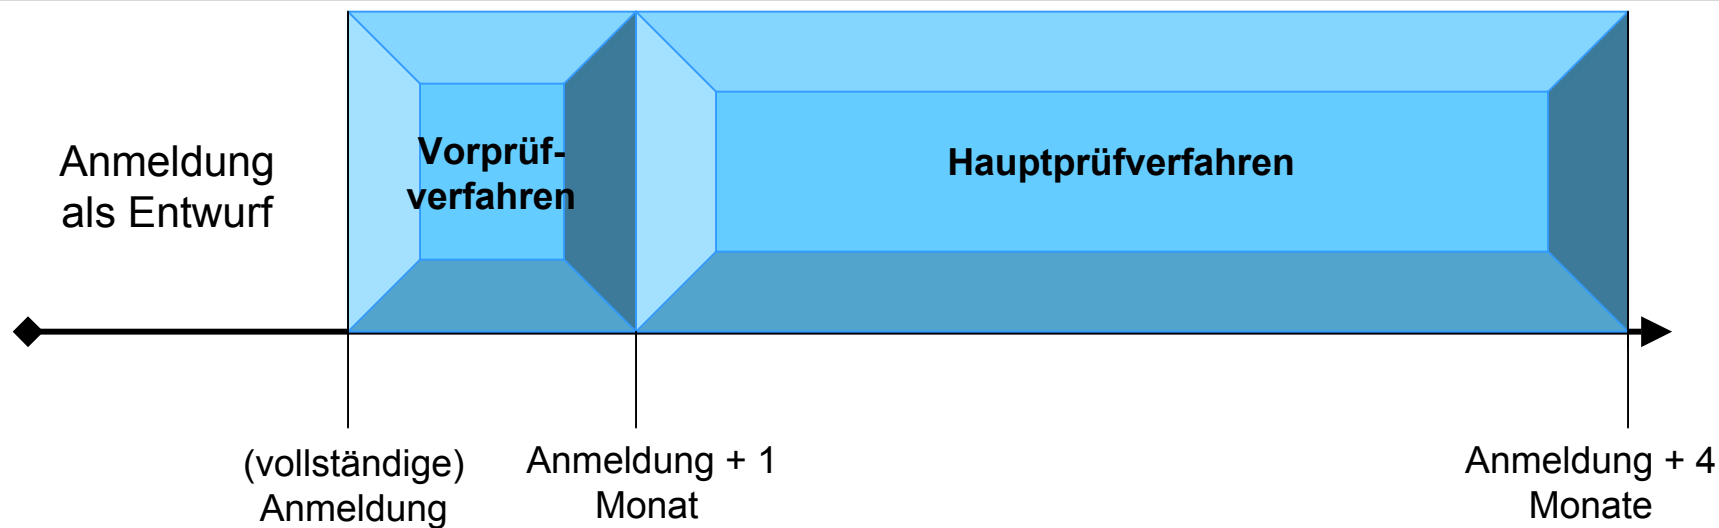 Anmeldung
als Entwurf
Vorprüf-
verfahren
Hauptprüfverfahren
(vollständige)
Anmeldung
Anmeldung + 1
Monat
Anmeldung + 4
Monate